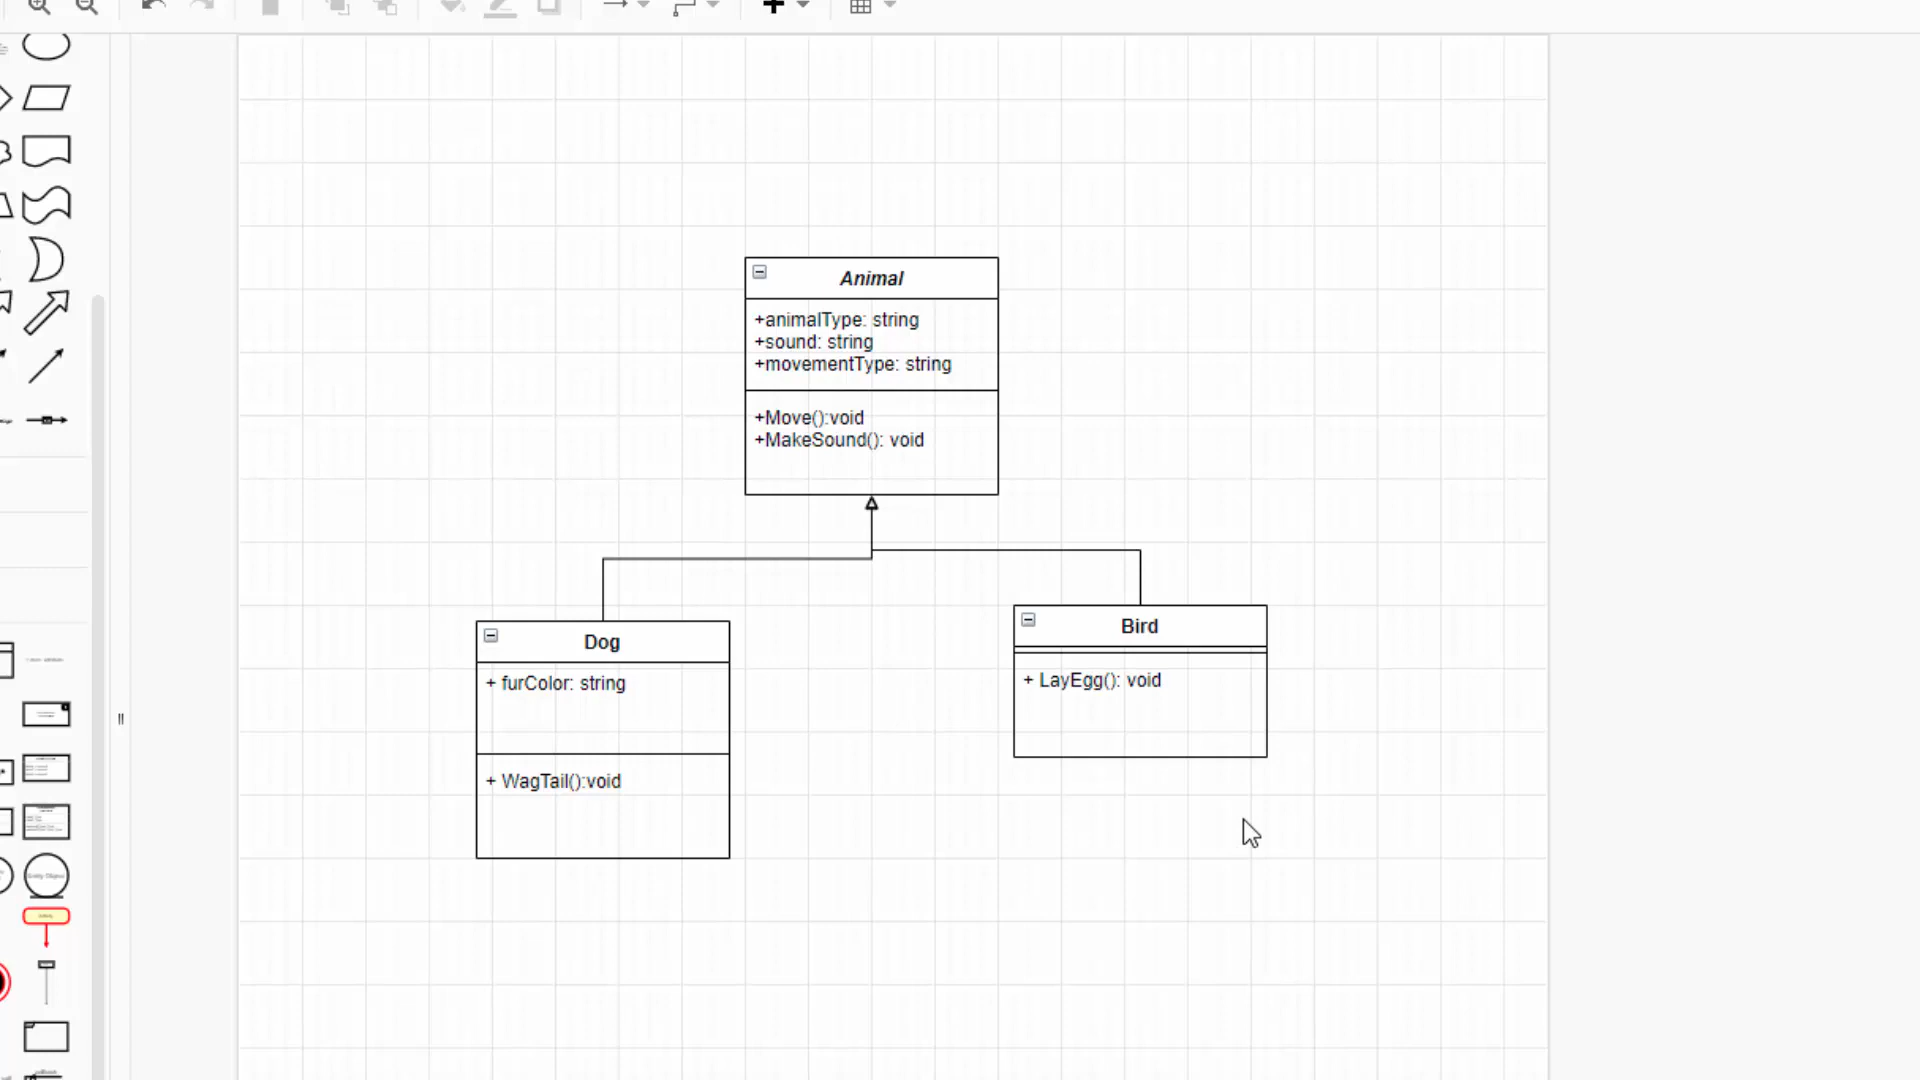 Animal
+animalType: string
+sound: string
+movementType: string
+Move():void
+MakeSound(): void
Dog
+ furColor: string
+ WagTail():void
Bird
+ LayEgg(): void